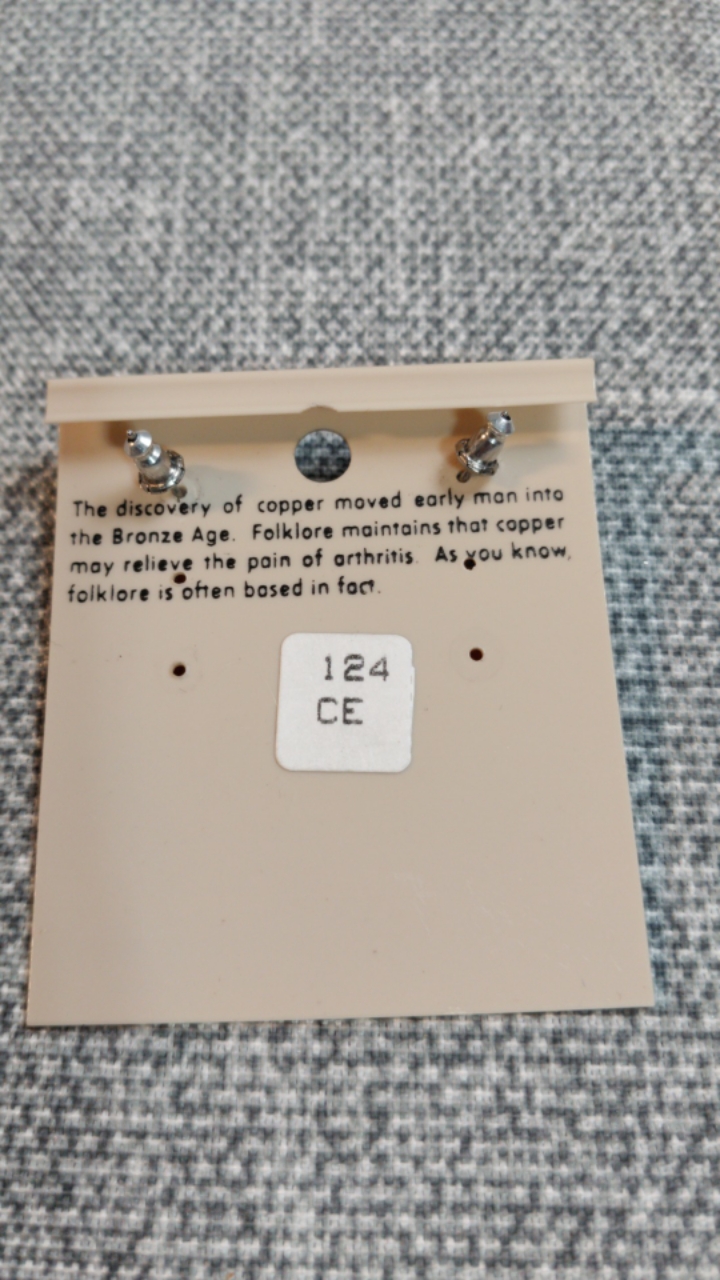 The discovery of copper moved early man into
the Bronze Age. Folklore maintains that copper
may relieve the pain of arthritis. As you know,
folklore is often based in fact.
124
CE